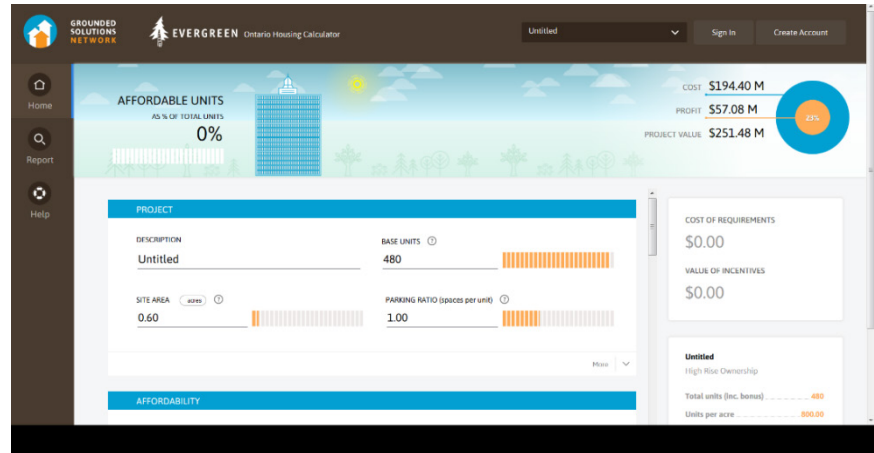 GROUNDED
SOLUTIONS
NETWORK
EVERGREEN Ontario Housing Calculator
Untitled
Sign In
Create Account
Home
Report
Help
AFFORDABLE UNITS
AS % OF TOTAL UNITS
0%
COST $194.40 M
PROFIT $57.08 M
PROJECT VALUE $251.48 M
23%
PROJECT
DESCRIPTION
Untitled
BASE UNITS ?
480
SITE AREA acres ?
0.60
PARKING RATIO (spaces per unit) ?
1.00
More
AFFORDABILITY
COST OF REQUIREMENTS
$0.00
VALUE OF INCENTIVES
$0.00
Untitled
High Rise Ownership
Total units (inc. bonus) 480
Units per acre 800.00